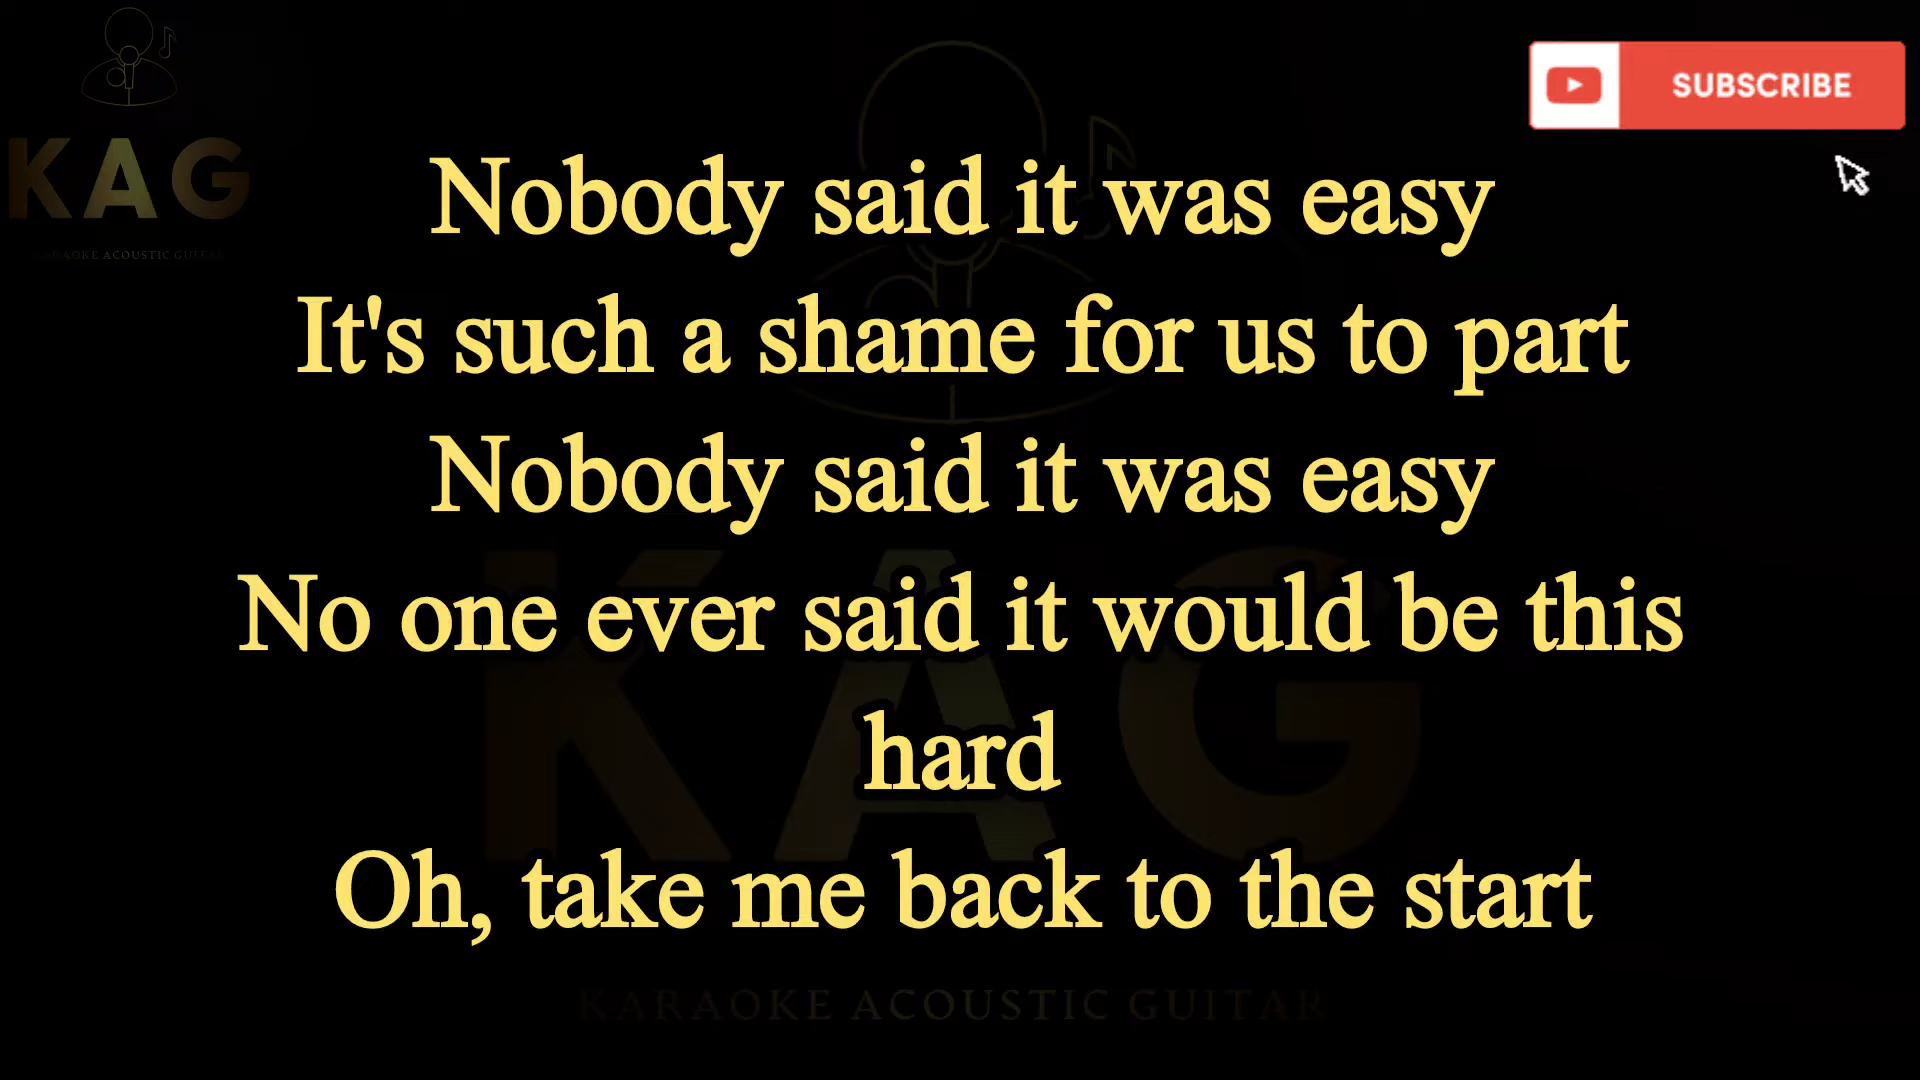 SUBSCRIBE
KAG
KARAOKE ACOUSTIC GUITAR
Nobody said it was easy
It's such a shame for us to part
Nobody said it was easy
No one ever said it would be this
hard
Oh, take me back to the start
KAG
KARAOKE ACOUSTIC GUITAR